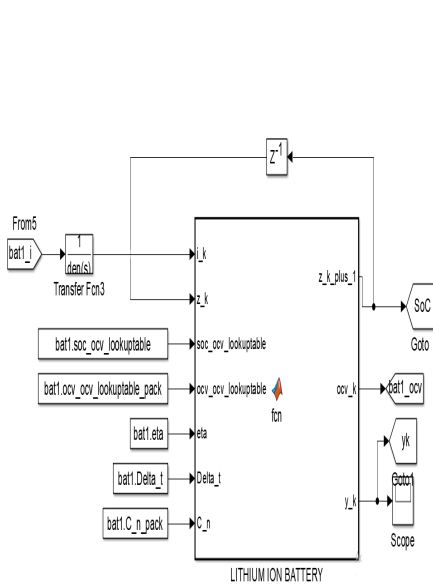 Z-1
From5
bat1_i
1
den(s)
Transfer Fcn3
i_k
z_k
bat1.soc_ocv_lookuptable
soc_ocv_lookuptable
bat1.ocv_ocv_lookuptable_pack
ocv_ocv_lookuptable
fcn
bat1.eta
eta
bat1.Delta_t
Delta_t
bat1.C_n_pack
C_n
z_k_plus_1
SoC
Goto
ocv_k
bat1_ocv
yk
Goto1
y_k
Scope
LITHIUM ION BATTERY